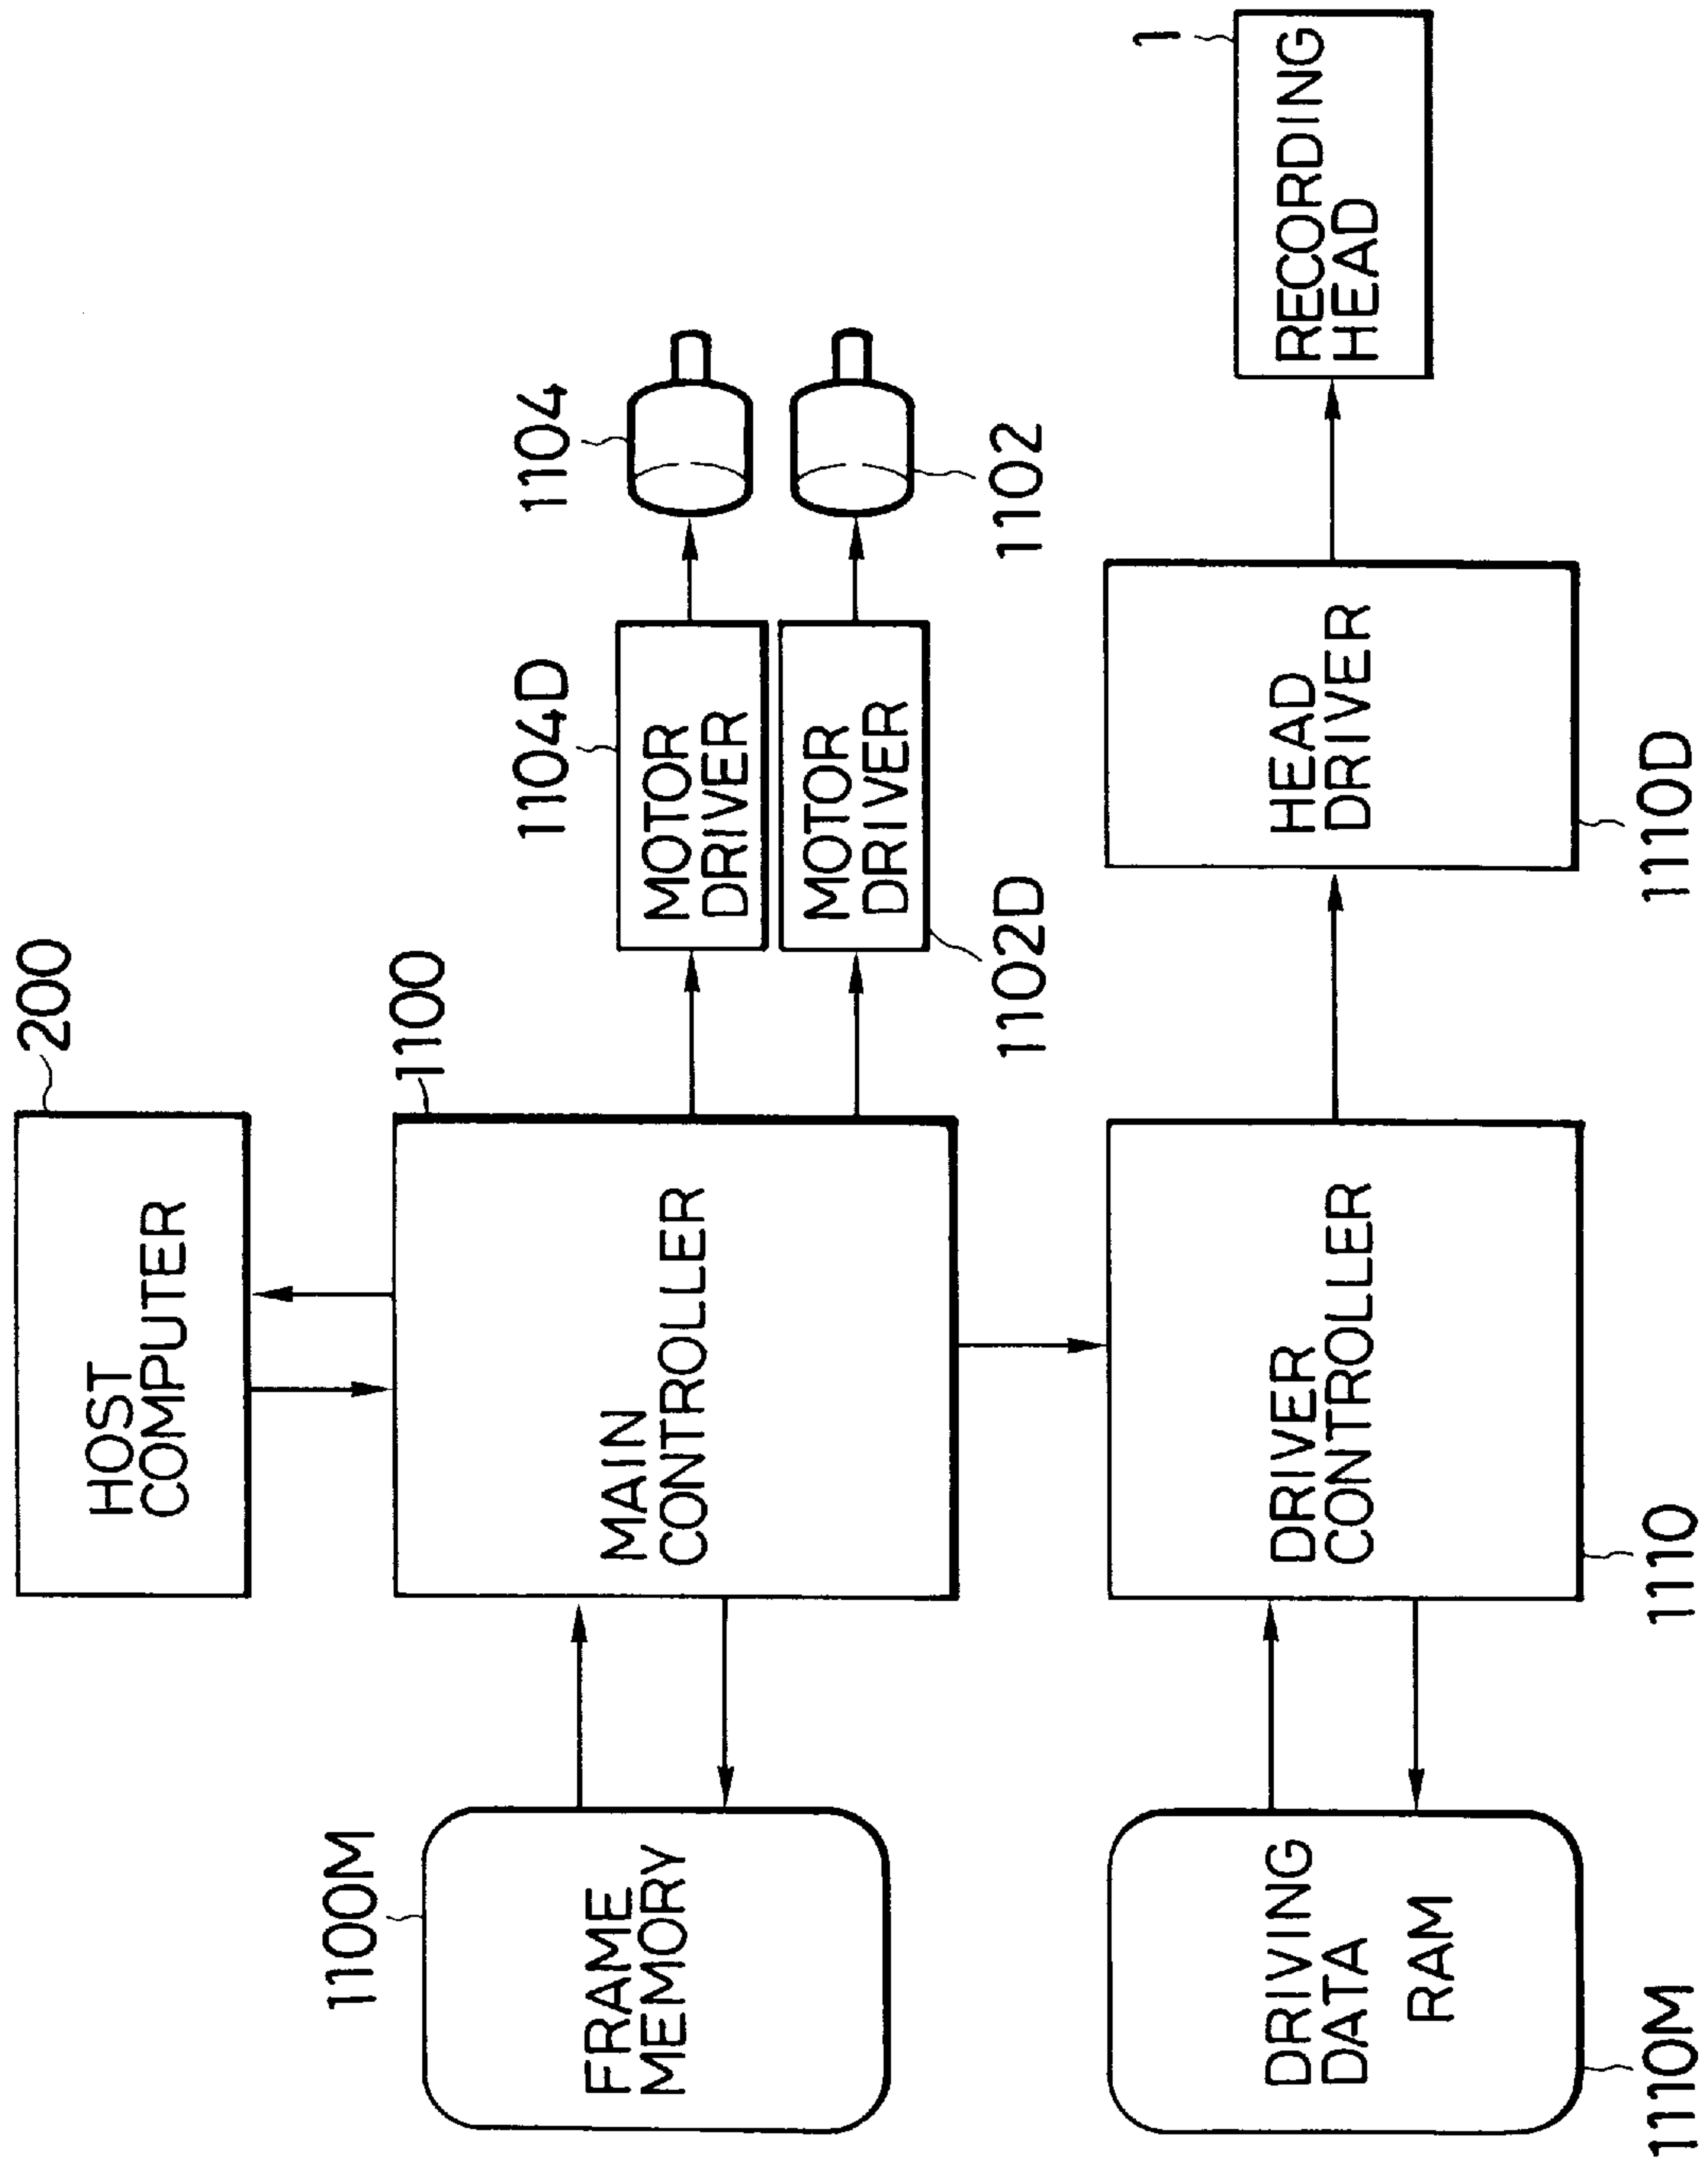 200
HOST
COMPUTER
1100
MAIN
CONTROLLER
1100M
FRAME
MEMORY
1104D
MOTOR
DRIVER
1104
MOTOR
DRIVER
1102D
1102
DRIVING
DATA
RAM
1110M
DRIVER
CONTROLLER
1110
HEAD
DRIVER
1110D
1
RECORDING
HEAD